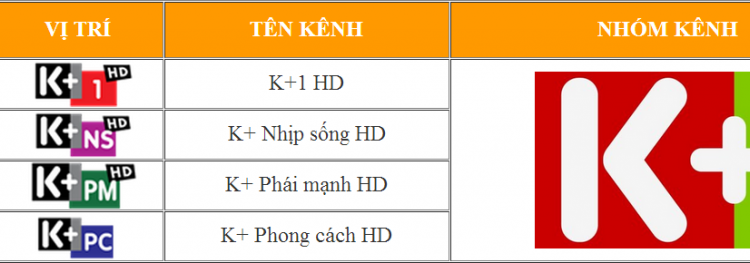 VỊ TRÍ TÊN KÊNH NHÓM KÊNH
K+ 1 HD K+1 HD
K+ NS HD K+ Nhịp sống HD
K+ PM HD K+ Phái mạnh HD
K+ PC K+ Phong cách HD
K+